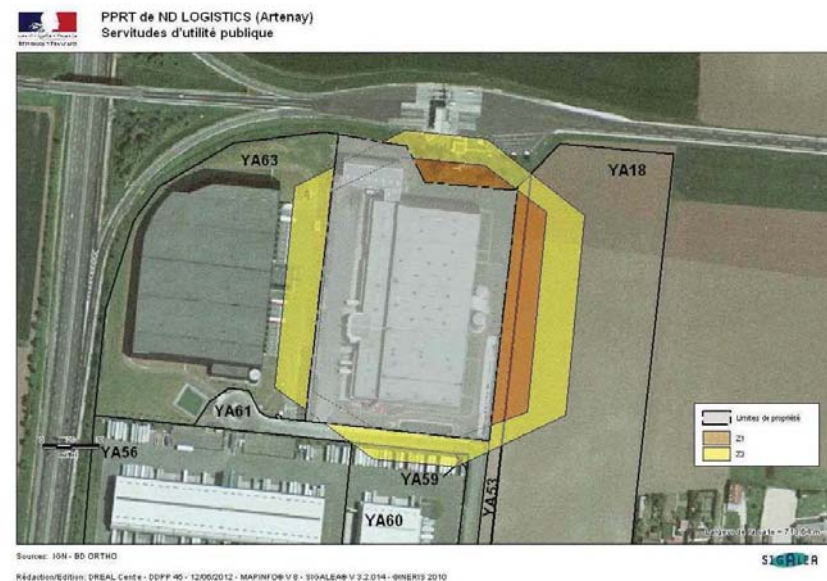 PPRT de ND LOGISTICS (Artenay)
Servitudes d'utilité publique
YA63
YA18
YA61
YA56
YA59
YA60
YA53
Limites de propriété
Z1
Z2
Sources: IGN - BD ORTHO
SIGALEA
Rédaction/Edition: DREAL Centre - DDPP 45 - 12/06/2012 - MAPINFO® V 8 - SIGALEA® V 3.2.014 - ©INERIS 2010